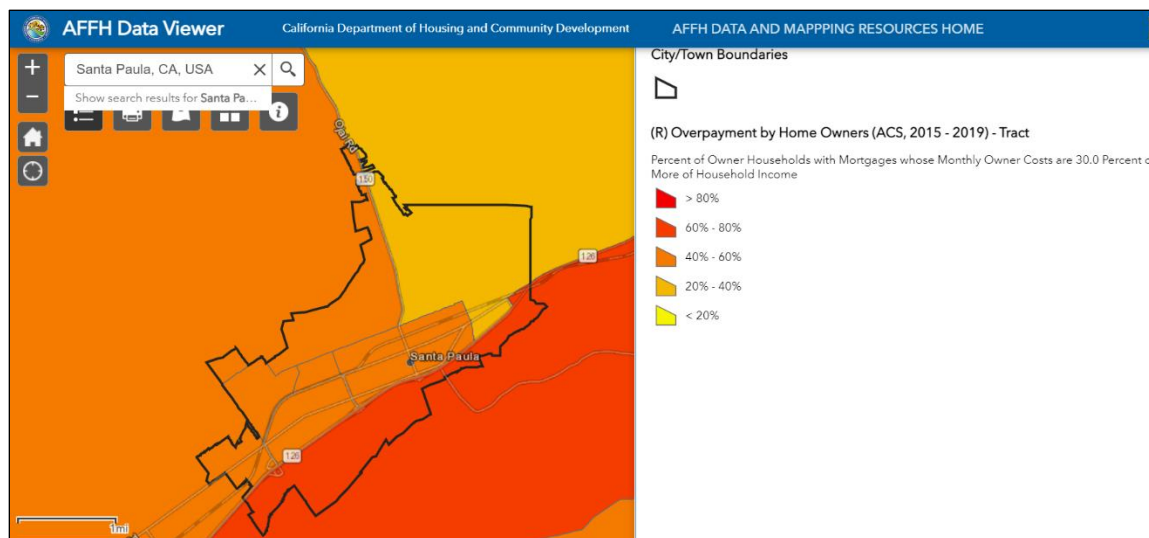 AFFH Data Viewer
California Department of Housing and Community Development
AFFH DATA AND MAPPPING RESOURCES HOME
Santa Paula, CA, USA
Show search results for Santa Pa...
Ojai Rd
150
126
Santa Paula
126
1mi
City/Town Boundaries
(R) Overpayment by Home Owners (ACS, 2015 - 2019) - Tract
Percent of Owner Households with Mortgages whose Monthly Owner Costs are 30.0 Percent
More of Household Income
> 80%
60% - 80%
40% - 60%
20% - 40%
< 20%